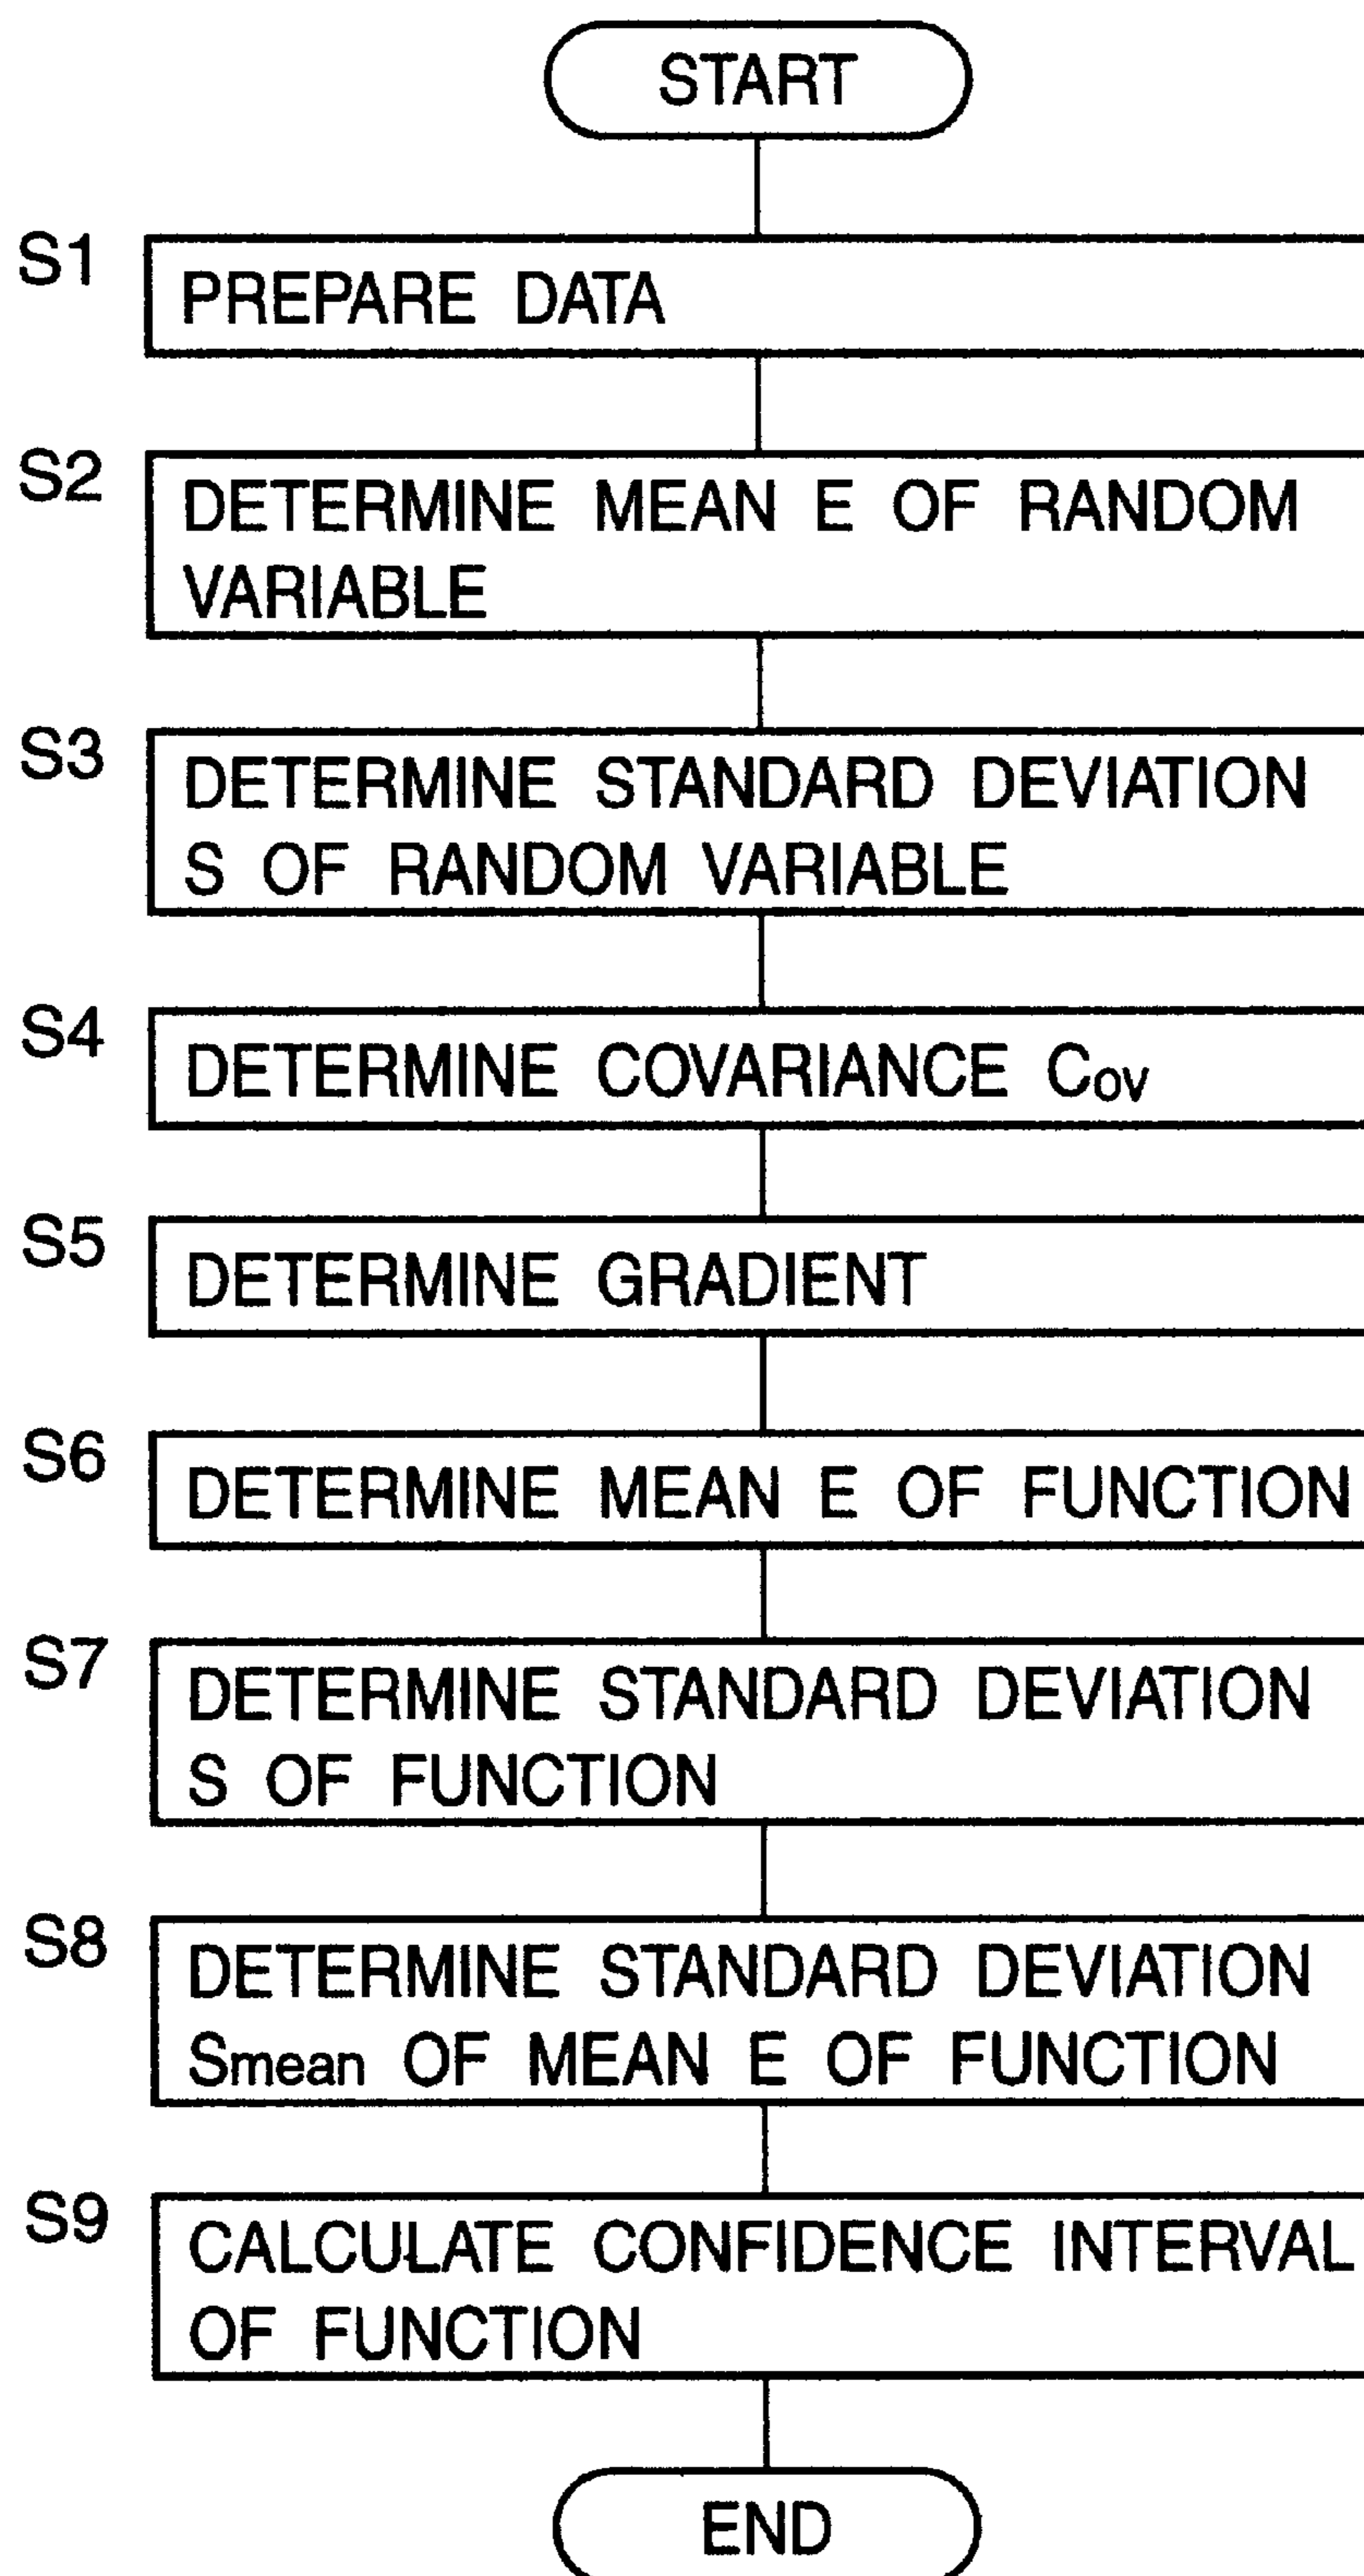 START
S1
PREPARE DATA
S2
DETERMINE MEAN E OF RANDOM
VARIABLE
S3
DETERMINE STANDARD DEVIATION
S OF RANDOM VARIABLE
S4
DETERMINE COVARIANCE Cov
S5
DETERMINE GRADIENT
S6
DETERMINE MEAN E OF FUNCTION
S7
DETERMINE STANDARD DEVIATION
S OF FUNCTION
S8
DETERMINE STANDARD DEVIATION
Smean OF MEAN E OF FUNCTION
S9
CALCULATE CONFIDENCE INTERVAL
OF FUNCTION
END